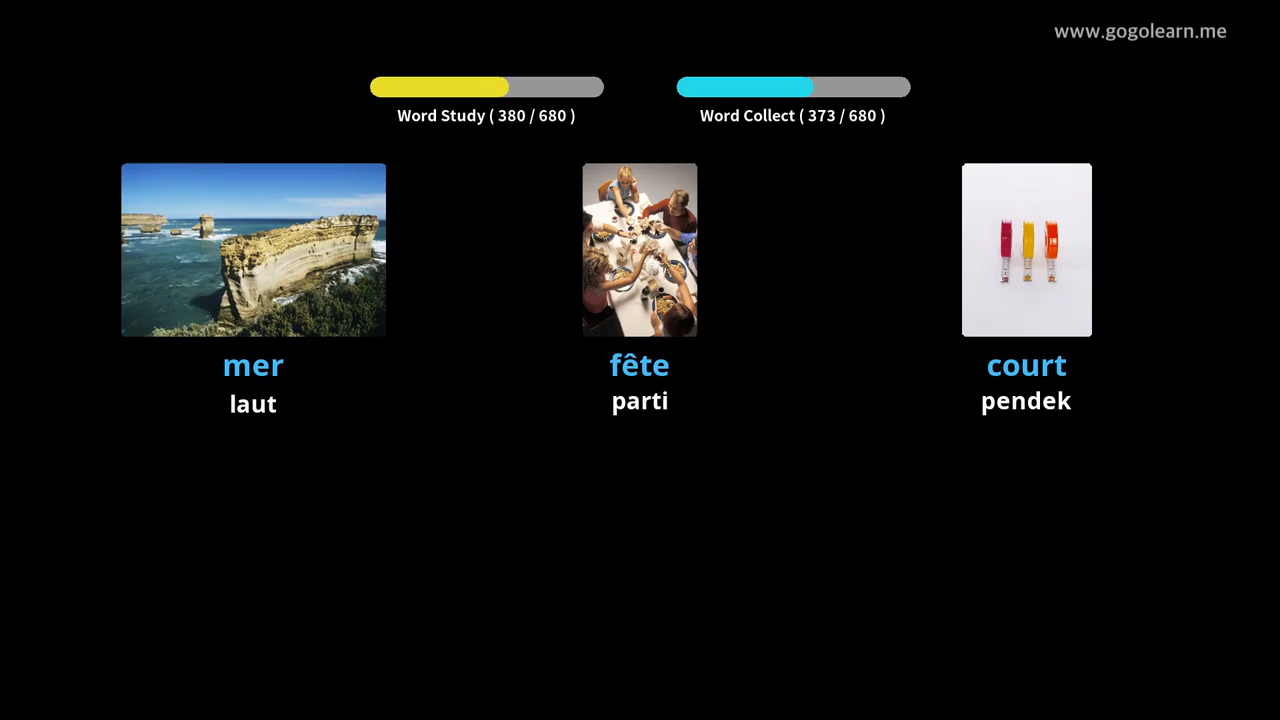 www.gogolearn.me
Word Study ( 380 / 680 )
Word Collect ( 373 / 680 )
mer
laut
fête
parti
court
pendek